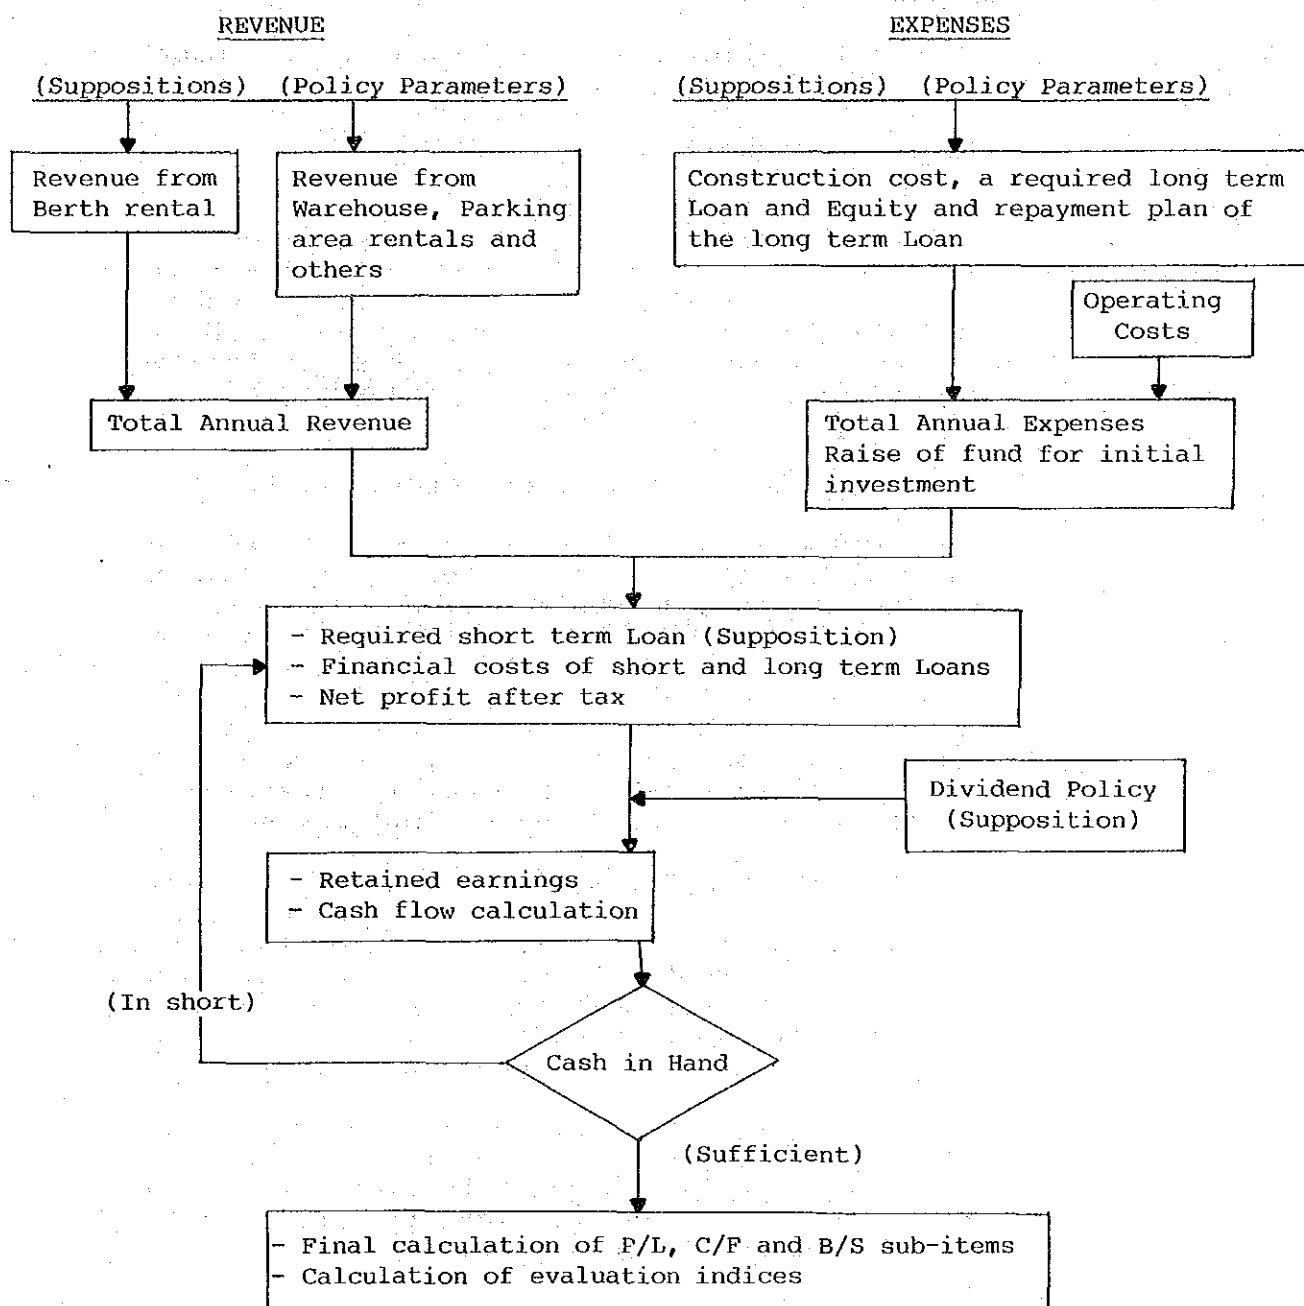 REVENUE
EXPENSES
(Suppositions) (Policy Parameters)
(Suppositions) (Policy Parameters)
Revenue from
Berth rental
Revenue from
Warehouse, Parking
area rentals and
others
Construction cost, a required long term
Loan and Equity and repayment plan of
the long term Loan
Operating
Costs
Total Annual Revenue
Total Annual Expenses
Raise of fund for initial
investment
- Required short term Loan (Supposition)
- Financial costs of short and long term Loans
- Net profit after tax
Dividend Policy
(Supposition)
- Retained earnings
- Cash flow calculation
(In short)
Cash in Hand
(Sufficient)
- Final calculation of P/L, C/F and B/S sub-items
- Calculation of evaluation indices